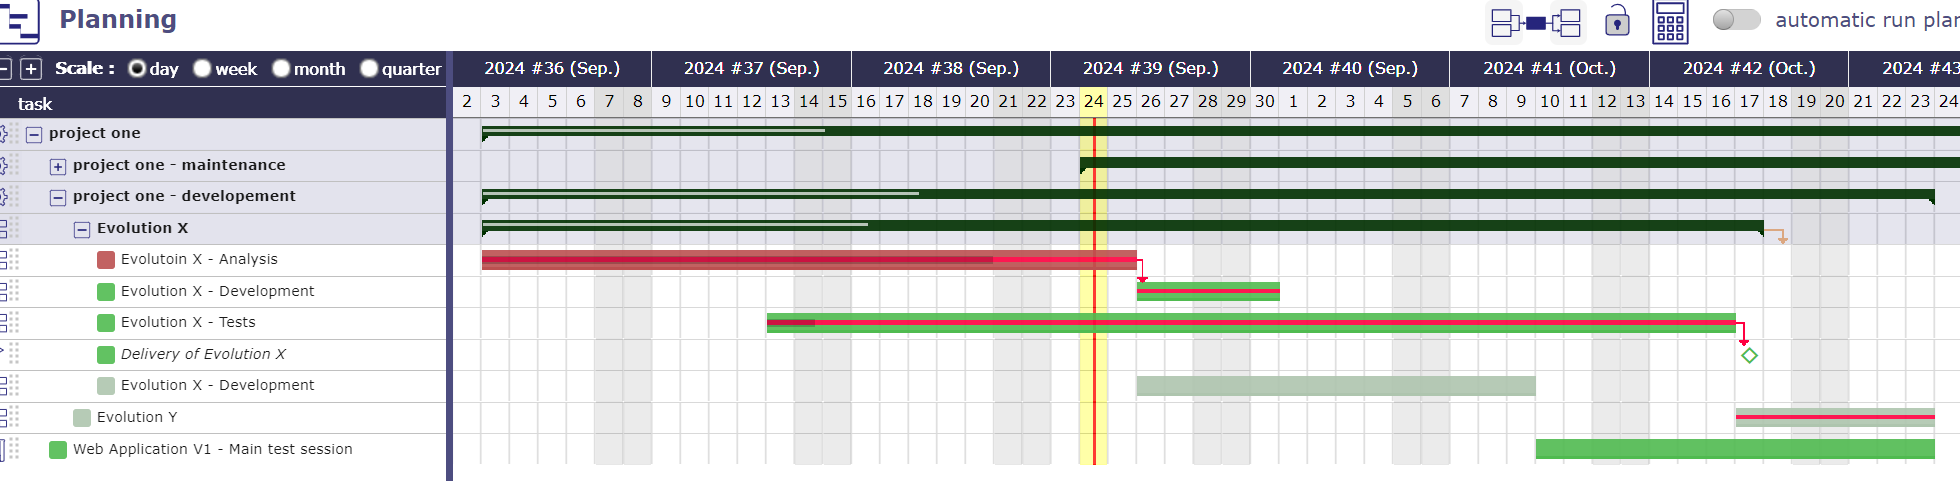 Planning
automatic run plan
Scale : day week month quarter
2024 #36 (Sep.) 2024 #37 (Sep.) 2024 #38 (Sep.) 2024 #39 (Sep.) 2024 #40 (Sep.) 2024 #41 (Oct.) 2024 #42 (Oct.) 2024 #43
task
2 3 4 5 6 7 8 9 10 11 12 13 14 15 16 17 18 19 20 21 22 23 24 25 26 27 28 29 30 1 2 3 4 5 6 7 8 9 10 11 12 13 14 15 16 17 18 19 20 21 22 23 24
project one
project one - maintenance
project one - developement
Evolution X
Evolutoin X - Analysis
Evolution X - Development
Evolution X - Tests
Delivery of Evolution X
Evolution X - Development
Evolution Y
Web Application V1 - Main test session